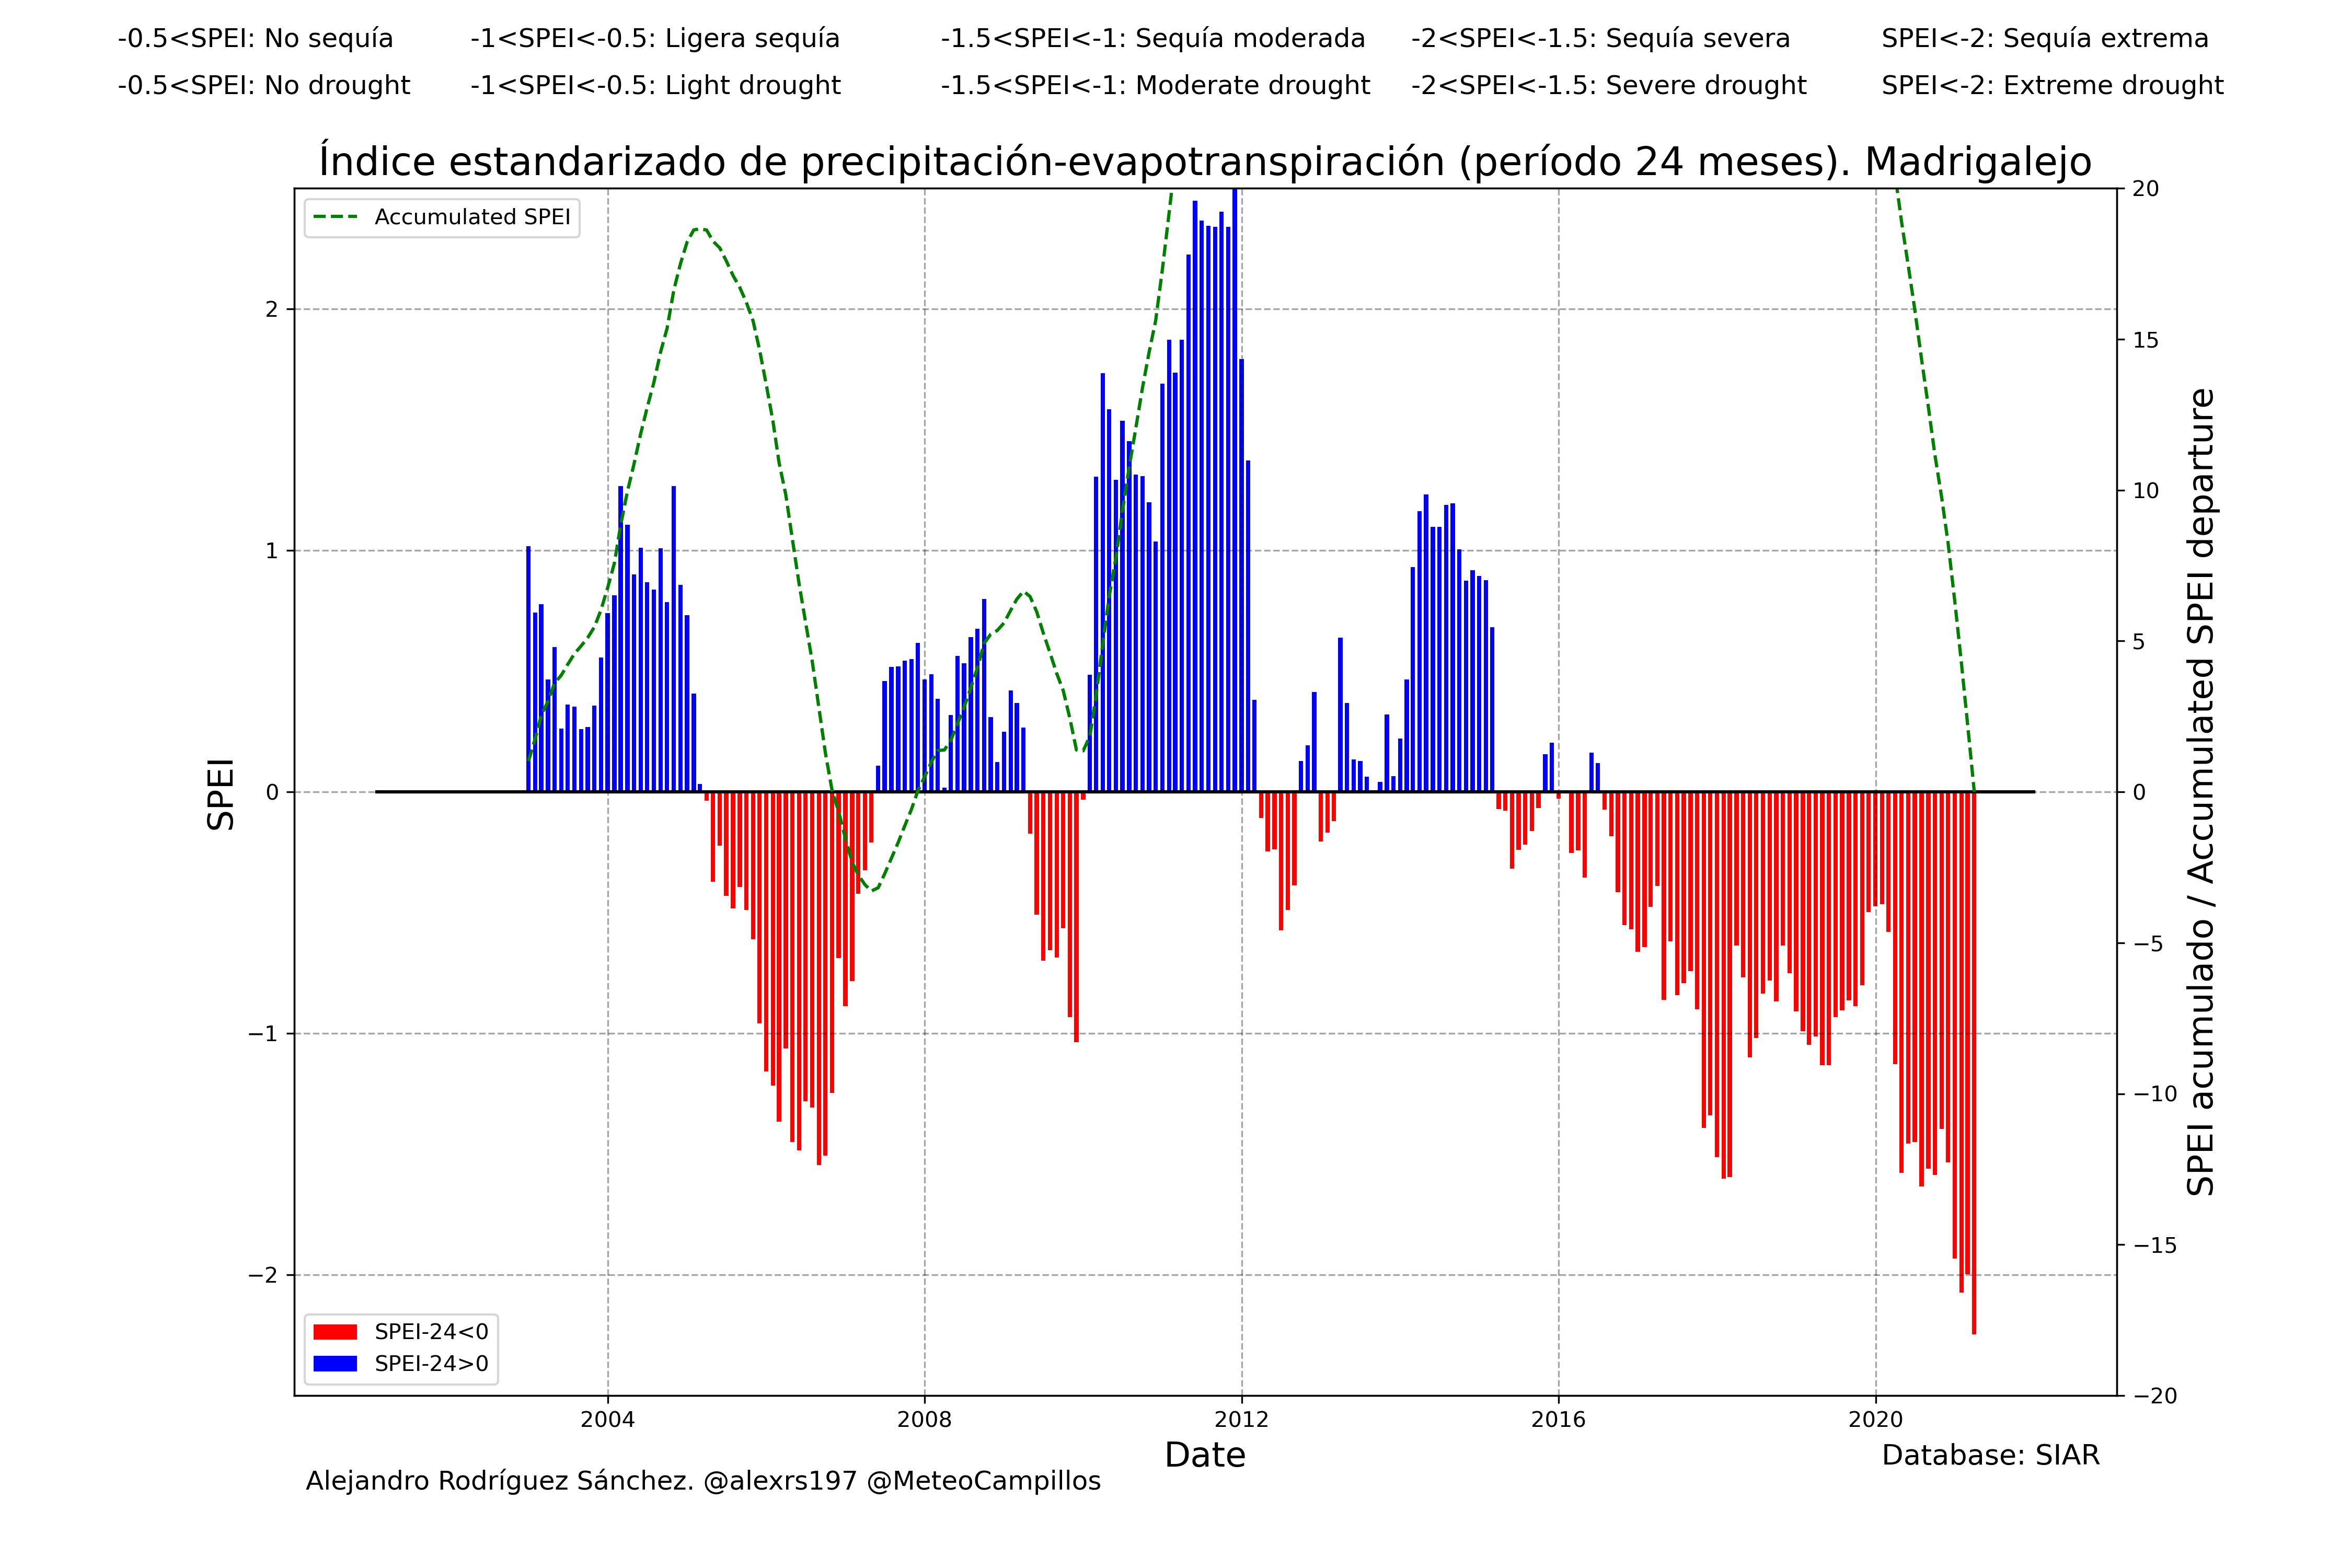 -0.5<SPEI: No sequía -1<SPEI<-0.5: Ligera sequía -1.5<SPEI<-1: Sequía moderada -2<SPEI<-1.5: Sequía severa SPEI<-2: Sequía extrema
-0.5<SPEI: No drought -1<SPEI<-0.5: Light drought -1.5<SPEI<-1: Moderate drought -2<SPEI<-1.5: Severe drought SPEI<-2: Extreme drought
Índice estandarizado de precipitación-evapotranspiración (período 24 meses). Madrigalejo
Accumulated SPEI
2
1
0
−1
−2
SPEI
20
15
10
5
0
−5
−10
−15
−20
SPEI acumulado / Accumulated SPEI departure
SPEI-24<0
SPEI-24>0
2004 2008 2012 2016 2020
Date
Database: SIAR
Alejandro Rodríguez Sánchez. @alexrs197 @MeteoCampillos